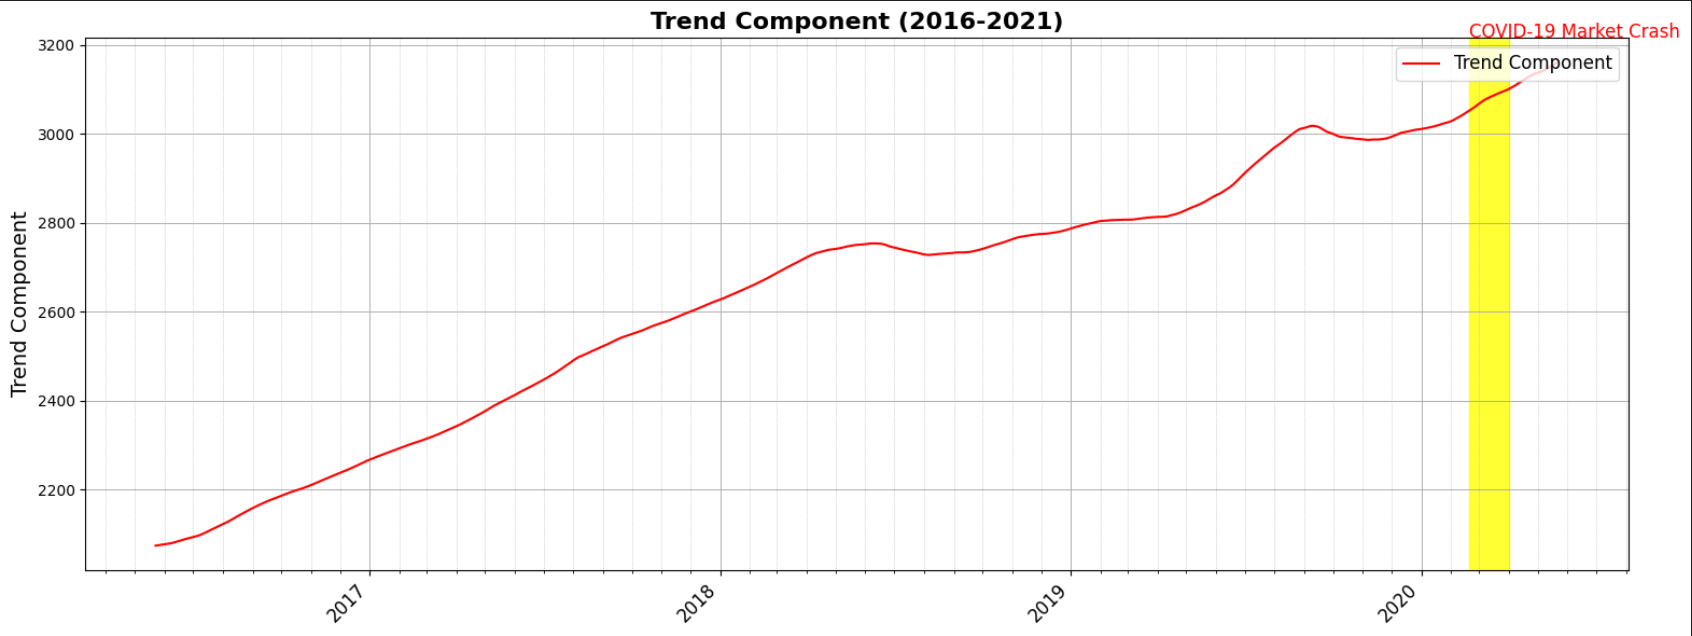 Trend Component (2016-2021)
COVID-19 Market Crash
Trend Component
Trend Component
3200
3000
2800
2600
2400
2200
2017
2018
2019
2020